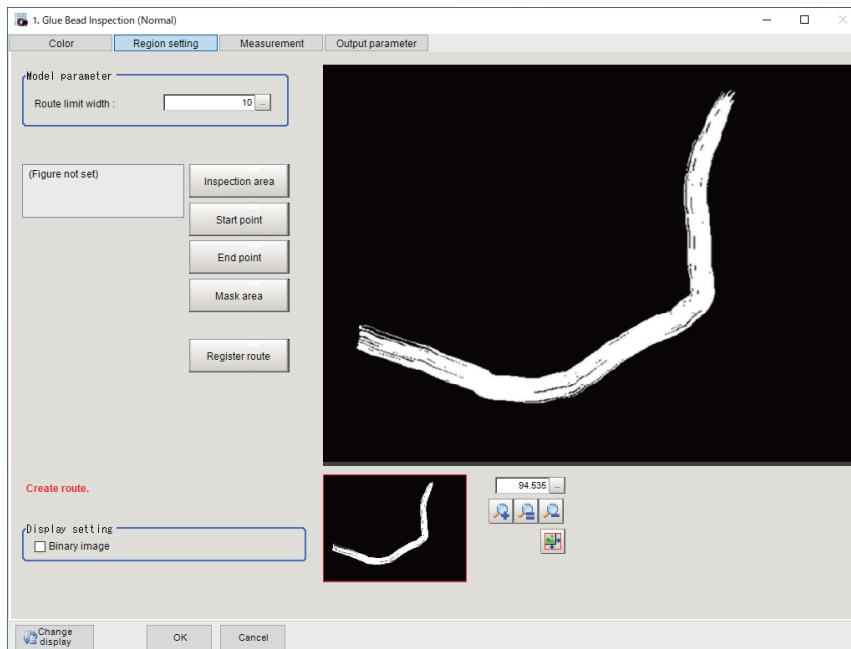 1. Glue Bead Inspection (Normal)
Color Region setting Measurement Output parameter
Model parameter
Route limit width : 10 ...
(Figure not set)
Inspection area
Start point
End point
Mask area
Register route
Create route.
94.535 ...
Display setting
Binary image
Change
display
OK Cancel